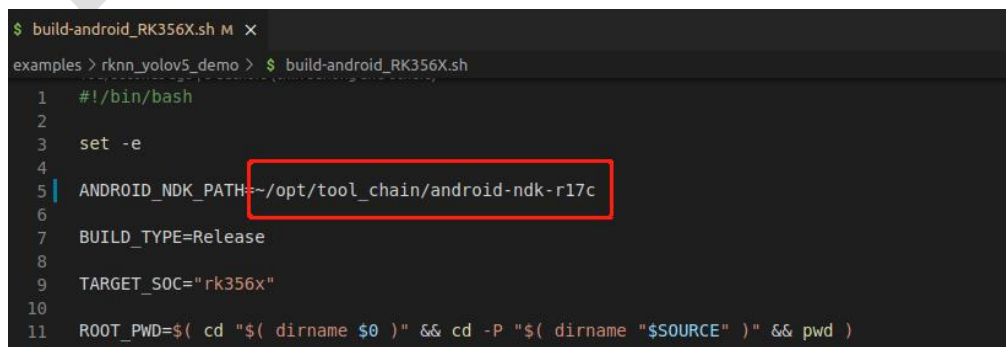 $ build-android_RK356X.sh M ×
examples > rknn_yolov5_demo > $ build-android_RK356X.sh
1 #!/bin/bash
2
3 set -e
4
5 ANDROID_NDK_PATH=~/opt/tool_chain/android-ndk-r17c
6
7 BUILD_TYPE=Release
8
9 TARGET_SOC="rk356x"
10
11 ROOT_PWD=$( cd "$( dirname $0 )" && cd -P "$( dirname "$SOURCE" )" && pwd )